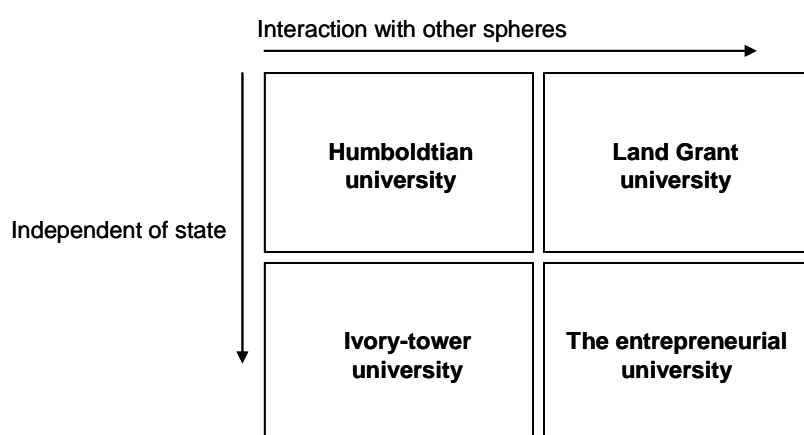 Interaction with other spheres
Humboldtian
university
Land Grant
university
Independent of state
Ivory-tower
university
The entrepreneurial
university